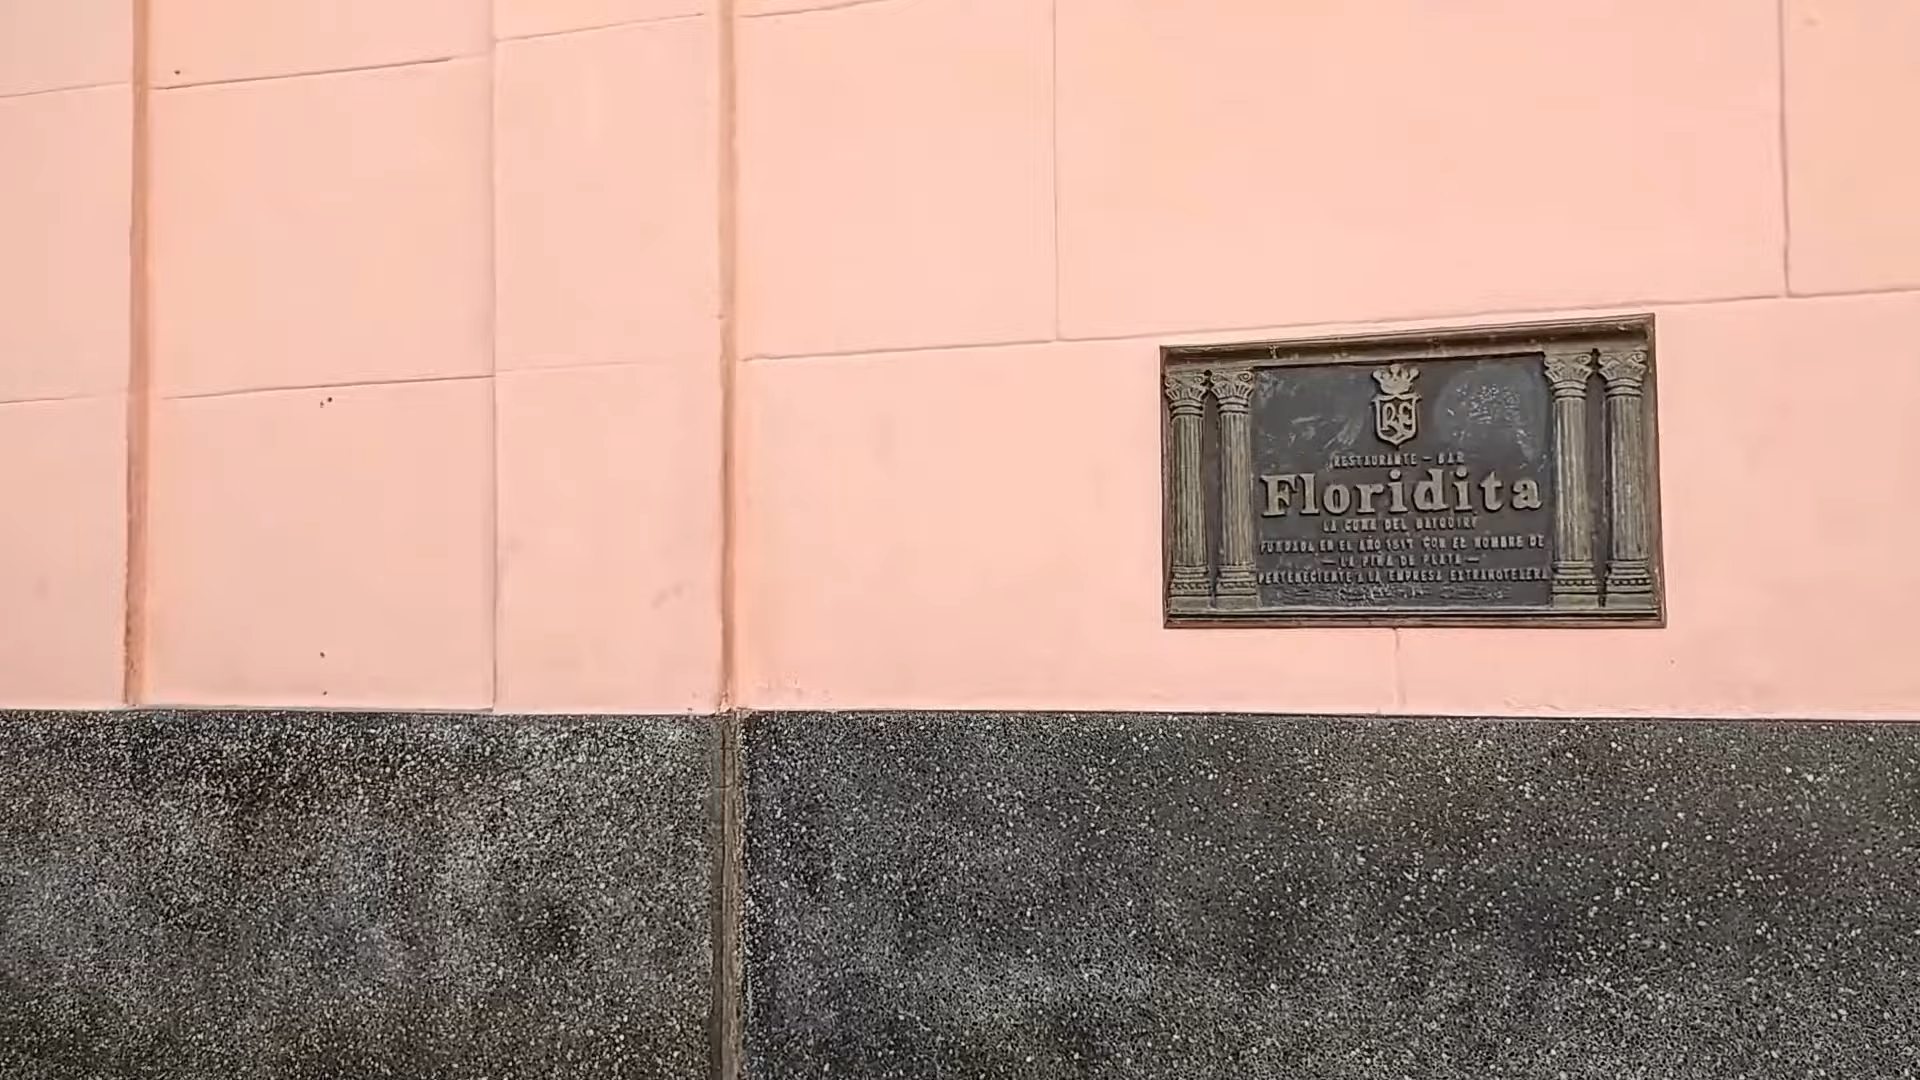 RF
RESTAURANTE - BAR
Floridita
LA CUNA DEL DAIQUIRI
FUNDADA EN EL AÑO 1817 CON EL NOMBRE DE
— LA PIÑA DE PLATA —
PERTENECIENTE A LA EMPRESA EXTRAHOTELERA